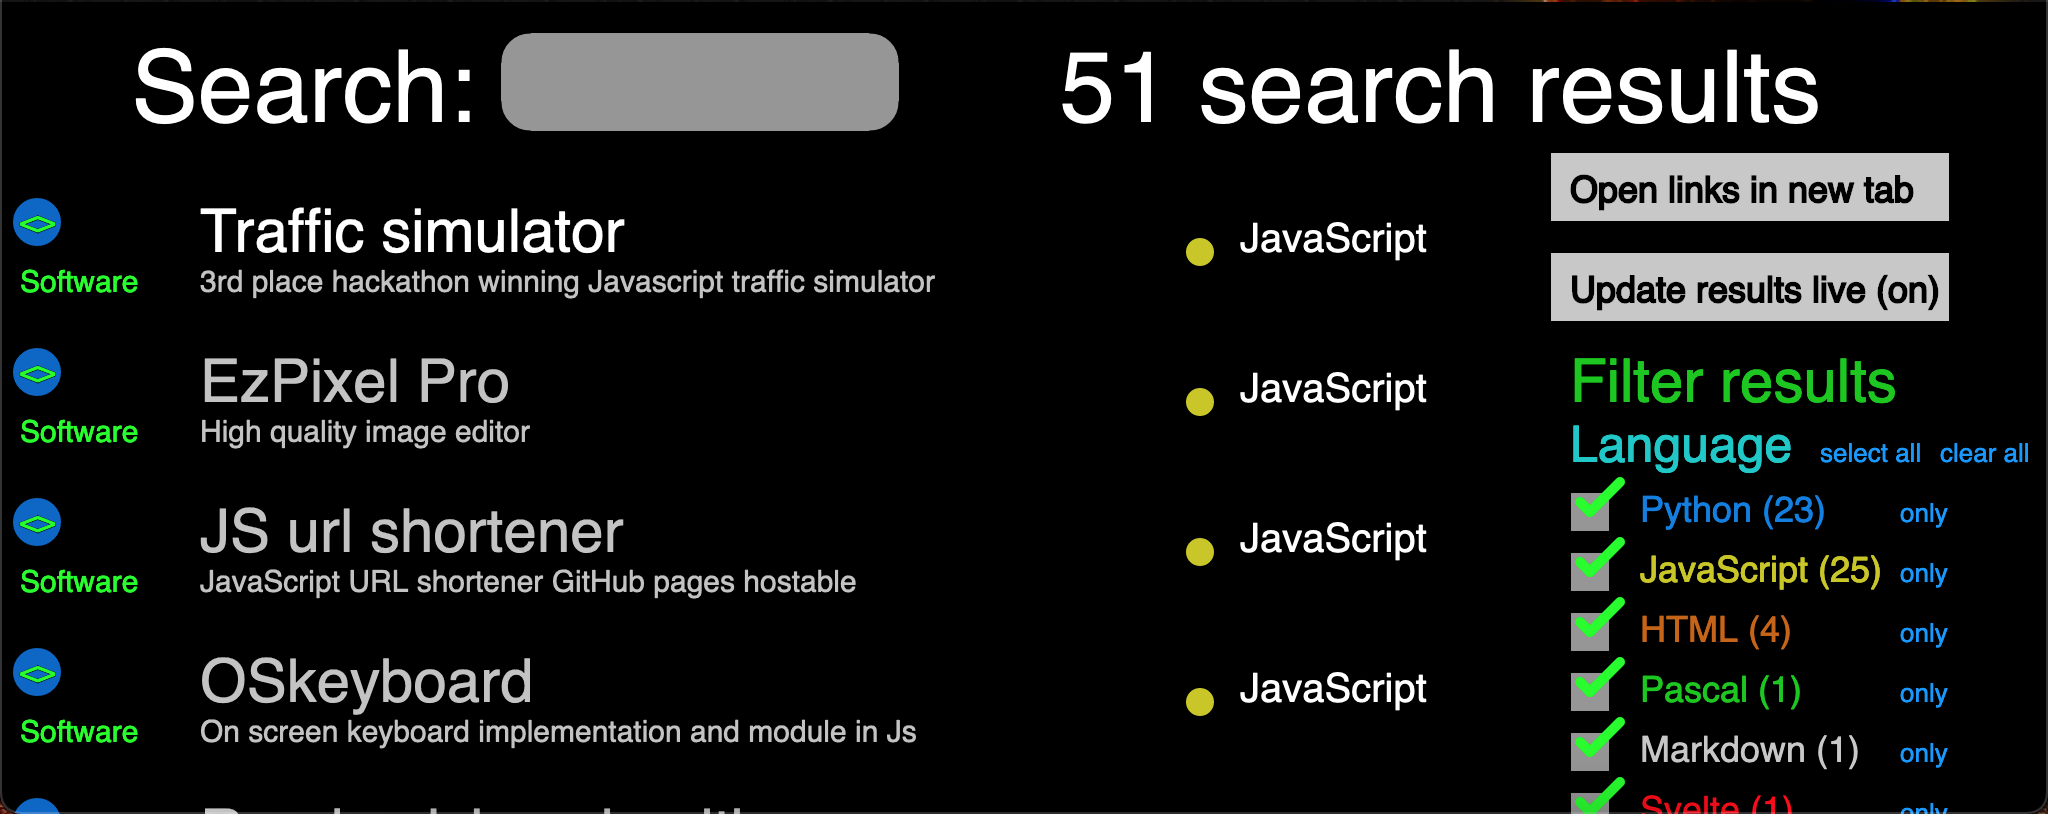 Search:
51 search results
Open links in new tab
Update results live (on)
Software
Traffic simulator
3rd place hackathon winning Javascript traffic simulator
JavaScript
Software
EzPixel Pro
High quality image editor
JavaScript
Software
JS url shortener
JavaScript URL shortener GitHub pages hostable
JavaScript
Software
OSkeyboard
On screen keyboard implementation and module in Js
JavaScript
Filter results
Language select all clear all
Python (23) only
JavaScript (25) only
HTML (4) only
Pascal (1) only
Markdown (1) only
Svelte (1) only